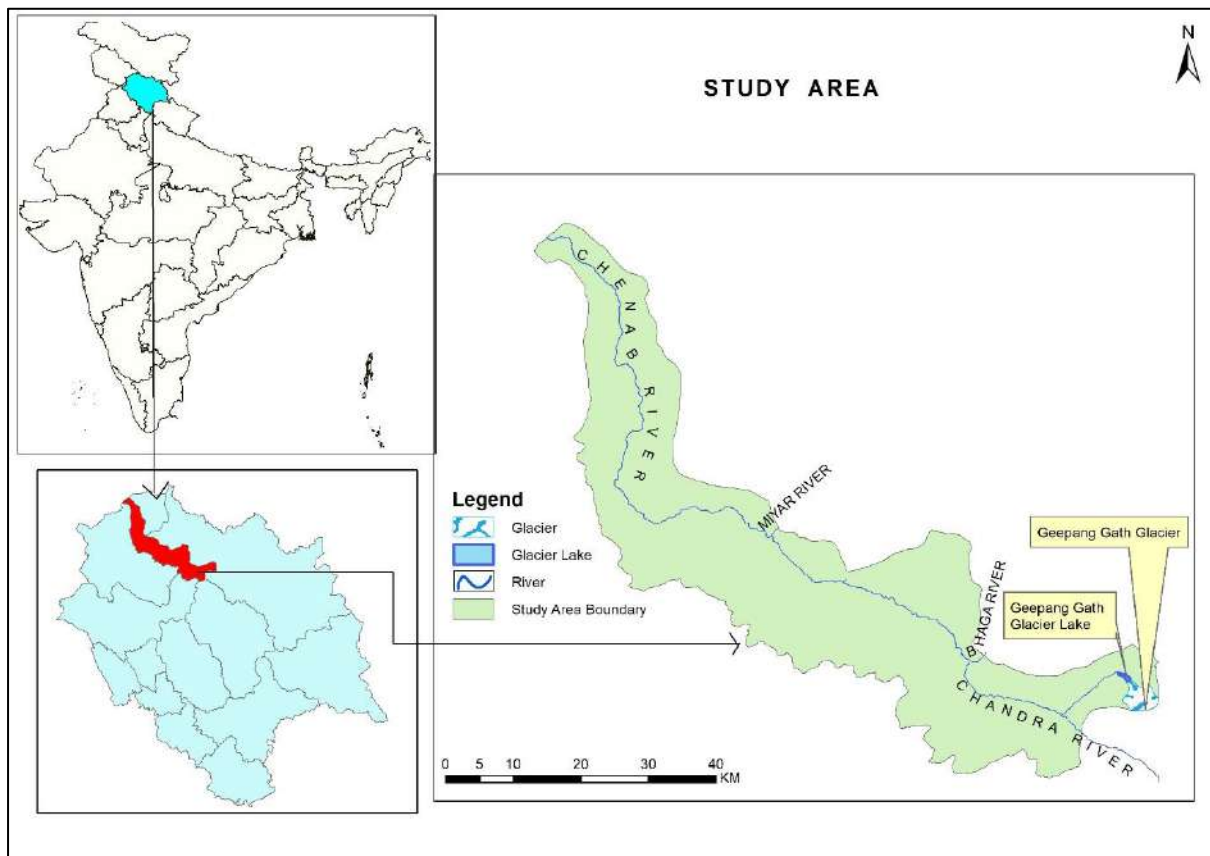 N
STUDY AREA
CHENAB RIVER
MIYAR RIVER
BHAGA RIVER
CHANDRA RIVER
Geepang Gath Glacier
Geepang Gath
Glacier Lake
Legend
Glacier
Glacier Lake
River
Study Area Boundary
0 5 10 20 30 40
KM